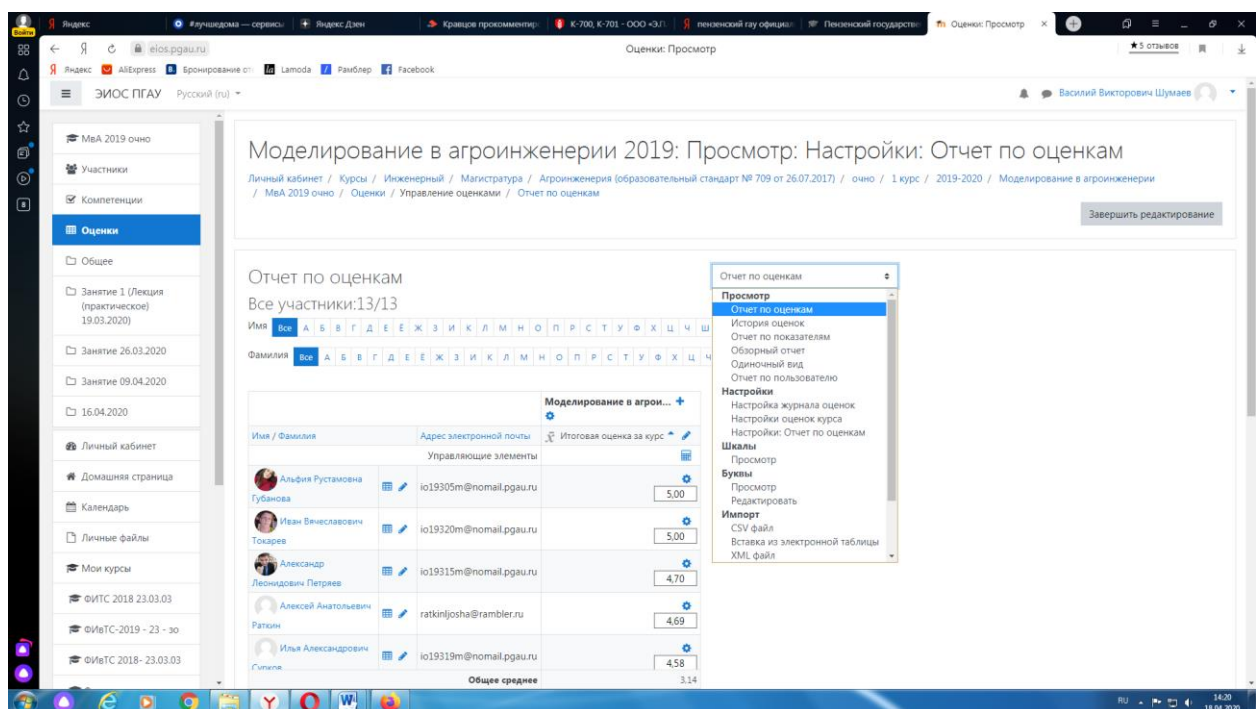 Яндекс
#лучшедома — сервисы
Яндекс Дзен
Кравцов прокомментир
К-700, К-701 - ООО «З.П.
пензенский гау официал
Пензенский государстве
Оценки: Просмотр
Войти
eios.pgau.ru
Оценки: Просмотр
★ 5 отзывов
Яндекс
AliExpress
Бронирование от
Lamoda
Рамблер
Facebook
ЭИОС ПГАУ Русский (ru)
Василий Викторович Шумаев
МвА 2019 очно
Участники
Компетенции
Оценки
Общее
Занятие 1 (Лекция
(практическое)
19.03.2020)
Занятие 26.03.2020
Занятие 09.04.2020
16.04.2020
Личный кабинет
Домашняя страница
Календарь
Личные файлы
Мои курсы
ФИТС 2018 23.03.03
ФИвТС-2019 - 23 - зо
ФИвТС 2018- 23.03.03
Моделирование в агроинженерии 2019: Просмотр: Настройки: Отчет по оценкам
Личный кабинет / Курсы / Инженерный / Магистратура / Агроинженерия (образовательный стандарт № 709 от 26.07.2017) / очно / 1 курс / 2019-2020 / Моделирование в агроинженерии
/ МвА 2019 очно / Оценки / Управление оценками / Отчет по оценкам
Завершить редактирование
Отчет по оценкам
Все участники:13/13
Имя Все А Б В Г Д Е Ё Ж З И К Л М Н О П Р С Т У Ф Х Ц Ч Ш
Фамилия Все А Б В Г Д Е Ё Ж З И К Л М Н О П Р С Т У Ф Х Ц Ч
Моделирование в агрои...
Имя / Фамилия Адрес электронной почты Итоговая оценка за курс
Управляющие элементы
Альфия Рустамовна
Губанова
io19305m@nomail.pgau.ru
5,00
Иван Вячеславович
Токарев
io19320m@nomail.pgau.ru
5,00
Александр
Леонидович Петряев
io19315m@nomail.pgau.ru
4,70
Алексей Анатольевич
Раткин
ratkinljosha@rambler.ru
4,69
Илья Александрович
Сурков
io19319m@nomail.pgau.ru
4,58
Общее среднее 3,14
Отчет по оценкам
Просмотр
Отчет по оценкам
История оценок
Отчет по показателям
Обзорный отчет
Одиночный вид
Отчет по пользователю
Настройки
Настройка журнала оценок
Настройки оценок курса
Настройки: Отчет по оценкам
Шкалы
Просмотр
Буквы
Просмотр
Редактировать
Импорт
CSV файл
Вставка из электронной таблицы
XML файл
RU
14:20
18.04.2020